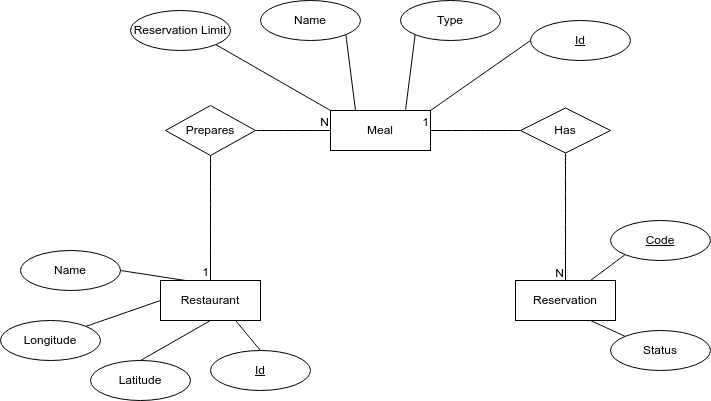 Name
Type
Reservation Limit
Id
N
1
Prepares
Meal
Has
Code
Name
1
N
Restaurant
Reservation
Longitude
Status
Id
Latitude